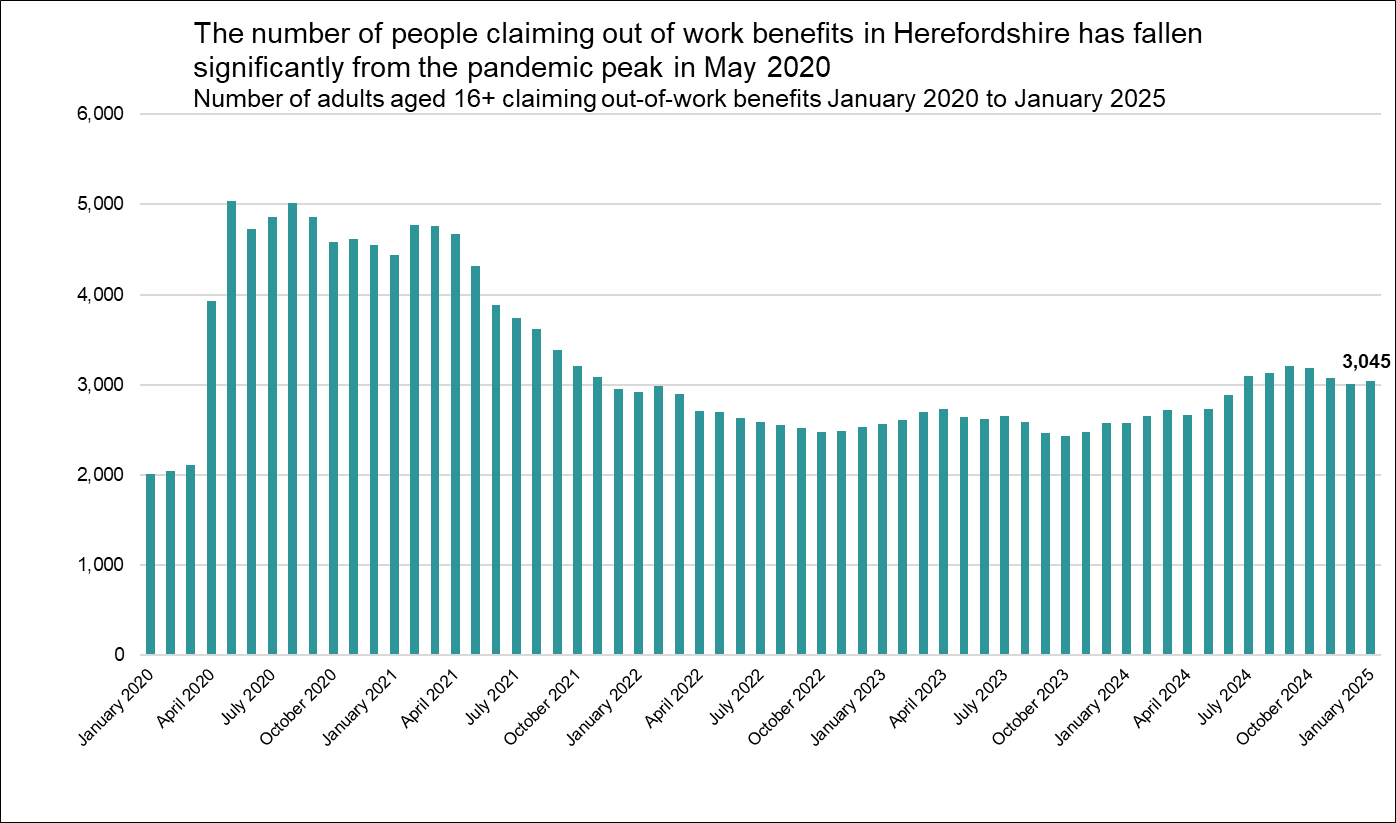 The number of people claiming out of work benefits in Herefordshire has fallen
significantly from the pandemic peak in May 2020
Number of adults aged 16+ claiming out-of-work benefits January 2020 to January 2025
6,000
5,000
4,000
3,000
2,000
1,000
0
3,045
January 2020
April 2020
July 2020
October 2020
January 2021
April 2021
July 2021
October 2021
January 2022
April 2022
July 2022
October 2022
January 2023
April 2023
July 2023
October 2023
January 2024
April 2024
July 2024
October 2024
January 2025